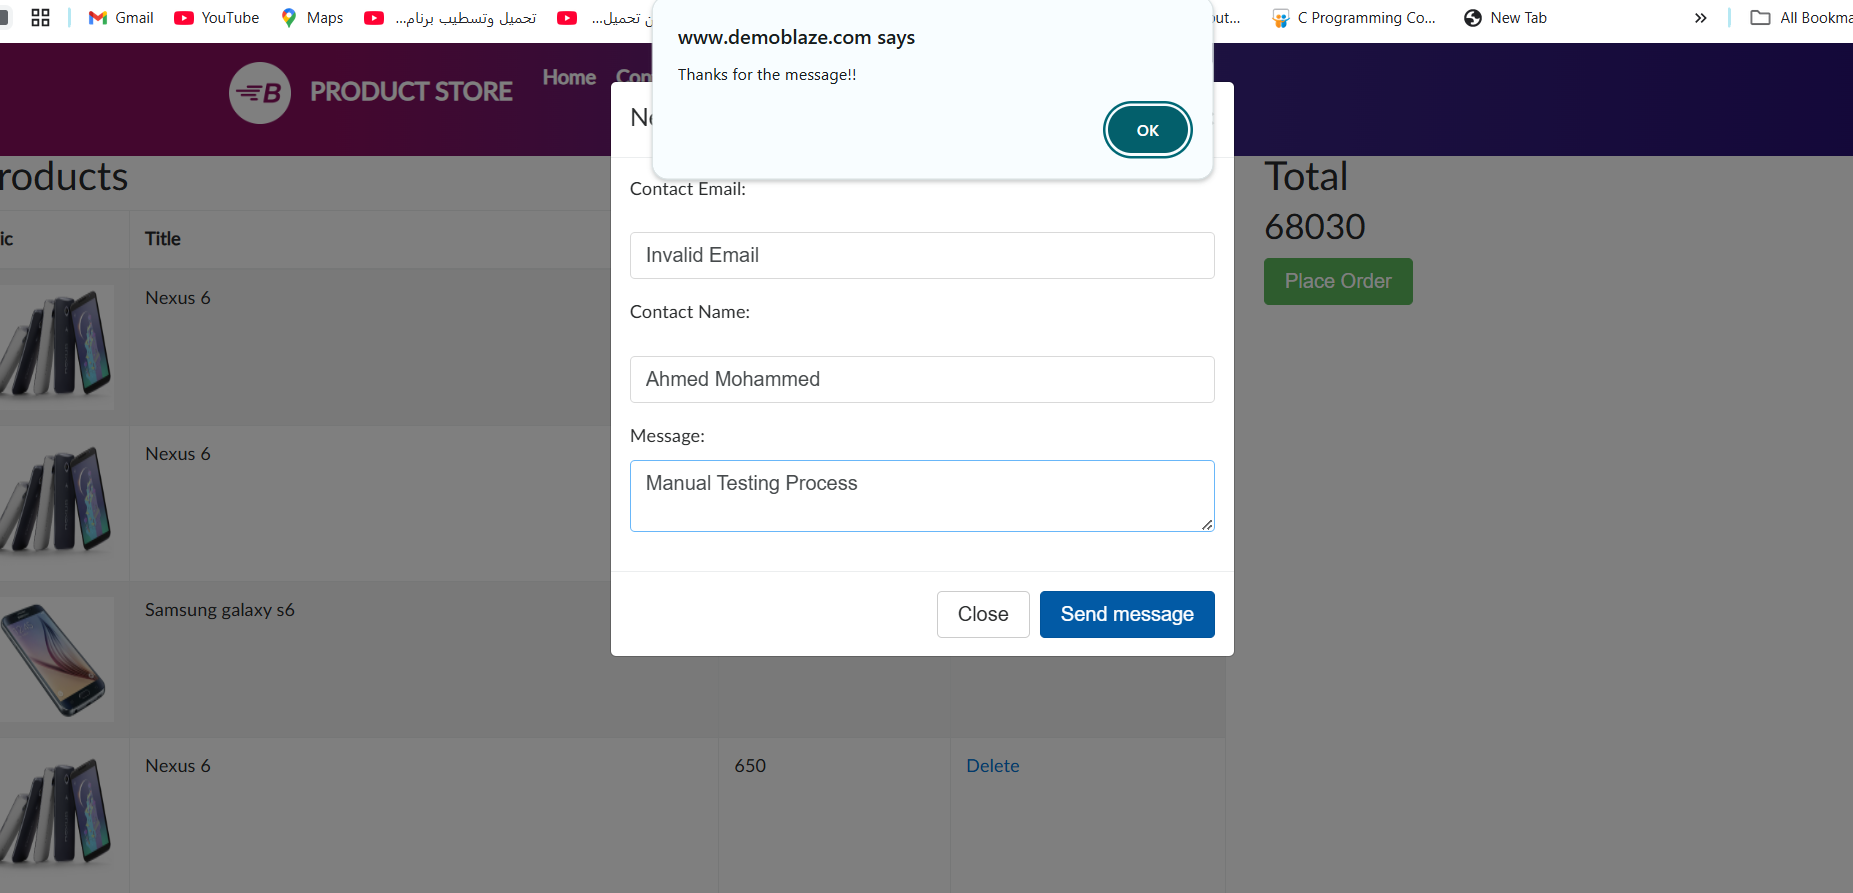 Gmail YouTube Maps تحميل وتسطيب برنام... ن تحميل... out... C Programming Co... New Tab » All Bookma
www.demoblaze.com says
Thanks for the message!!
OK
B PRODUCT STORE Home Con
Ne
roducts
Total
68030
Place Order
ic Title
Contact Email:
Invalid Email
Contact Name:
Ahmed Mohammed
Message:
Manual Testing Process
Close Send message
Nexus 6
Nexus 6
Samsung galaxy s6
Nexus 6 650 Delete